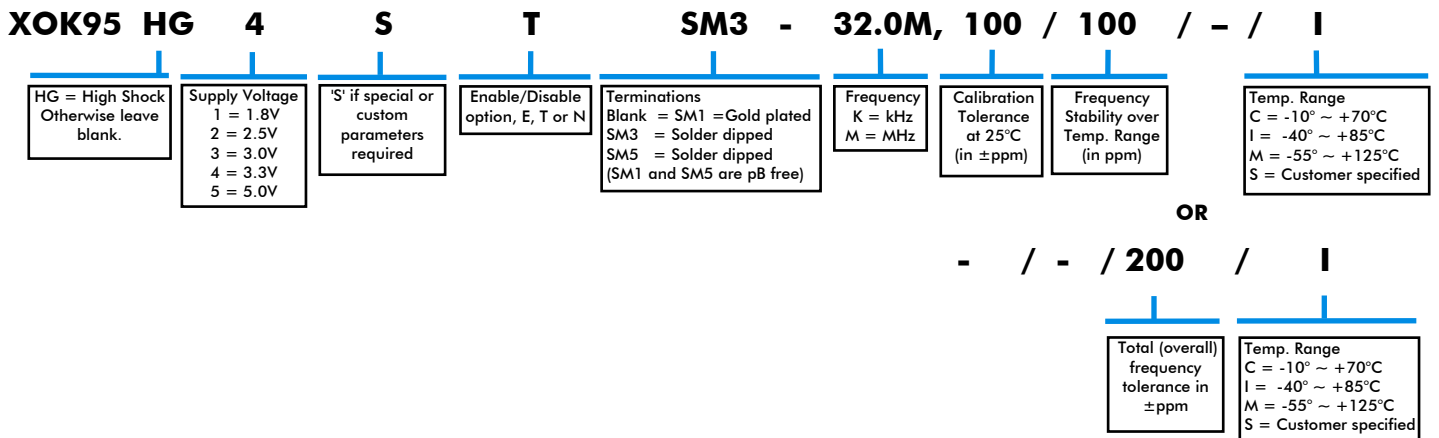 XOK95 HG 4 S T SM3 - 32.0M, 100 / 100 / – / I
HG = High Shock
Otherwise leave
blank.
Supply Voltage
1 = 1.8V
2 = 2.5V
3 = 3.0V
4 = 3.3V
5 = 5.0V
'S' if special or
custom
parameters
required
Enable/Disable
option, E, T or N
Terminations
Blank = SM1 =Gold plated
SM3 = Solder dipped
SM5 = Solder dipped
(SM1 and SM5 are pB free)
Frequency
K = kHz
M = MHz
Calibration
Tolerance
at 25°C
(in ±ppm)
Frequency
Stability over
Temp. Range
(in ppm)
Temp. Range
C = -10° ~ +70°C
I = -40° ~ +85°C
M = -55° ~ +125°C
S = Customer specified
OR
- / - / 200 / I
Total (overall)
frequency
tolerance in
±ppm
Temp. Range
C = -10° ~ +70°C
I = -40° ~ +85°C
M = -55° ~ +125°C
S = Customer specified